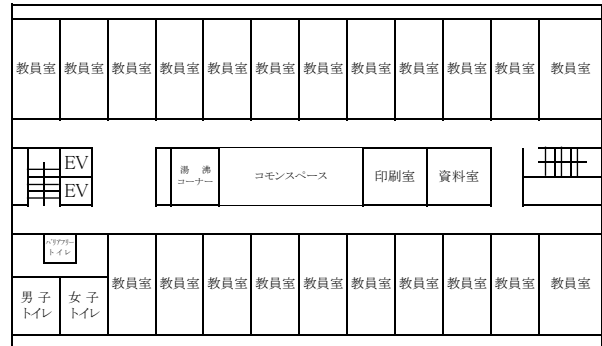 教員室 教員室 教員室 教員室 教員室 教員室 教員室 教員室 教員室 教員室 教員室 教員室
EV
EV
湯 沸
コーナー
コモンスペース
印刷室
資料室
バリアフリー
トイレ
男 子
トイレ
女 子
トイレ
教員室 教員室 教員室 教員室 教員室 教員室 教員室 教員室 教員室 教員室